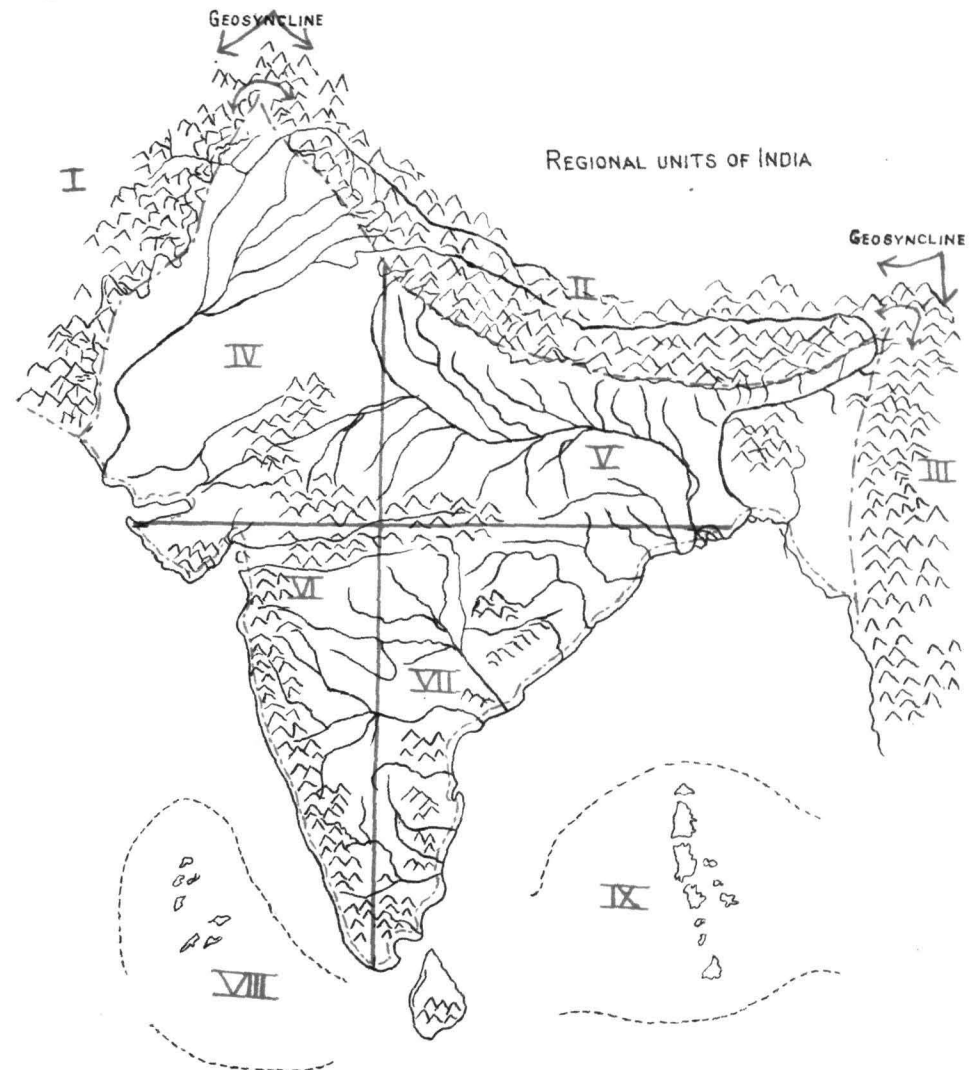 GEOSYNCLINE
REGIONAL UNITS OF INDIA
I
GEOSYNCLINE
II
IV
V
III
VI
VII
IX
VIII